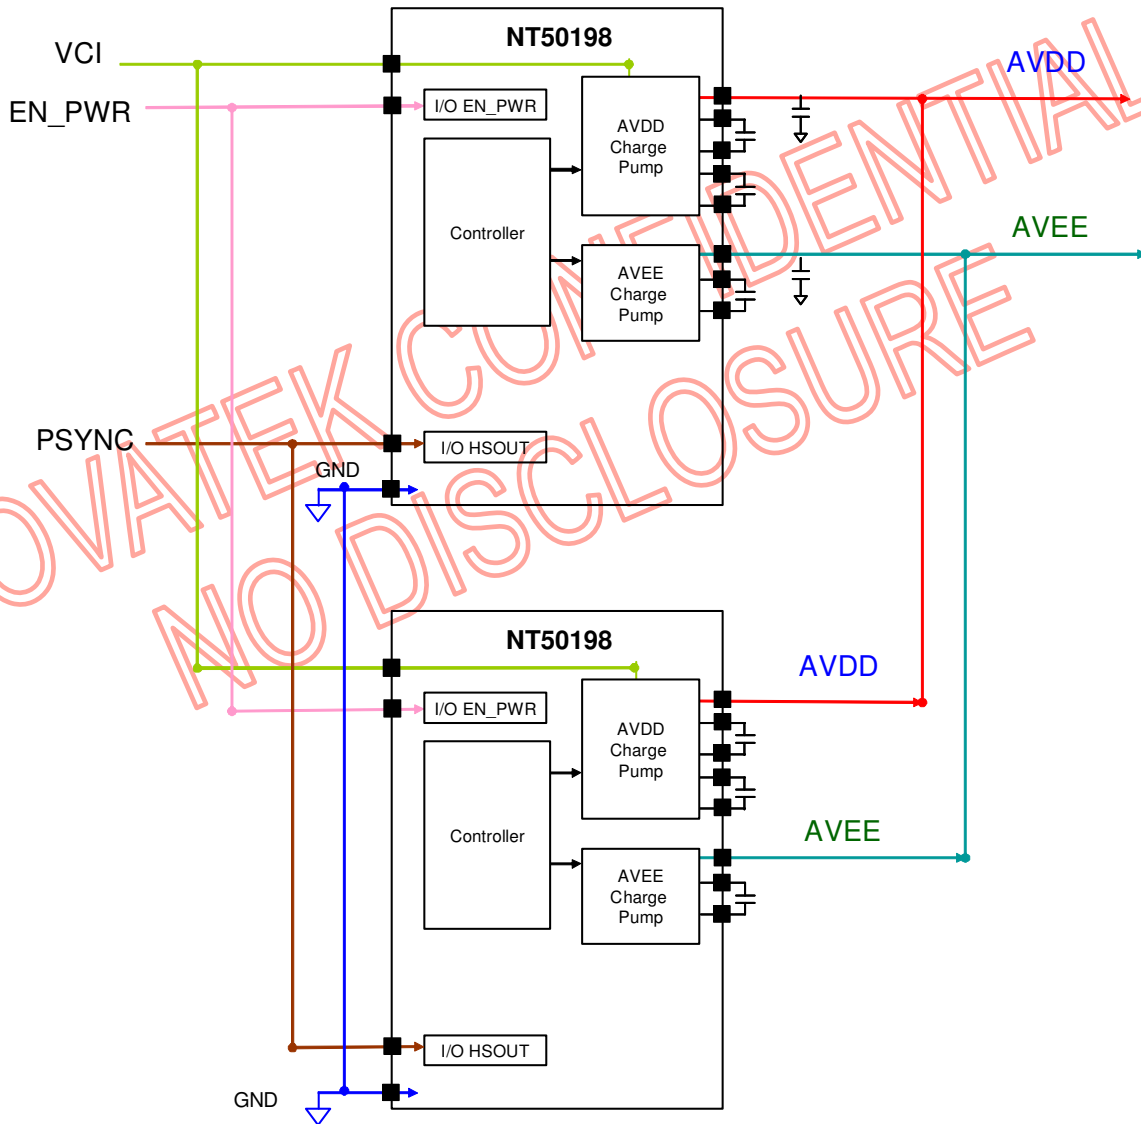 NT50198
VCI
AVDD
EN_PWR
I/O EN_PWR
AVDD
Charge
Pump
Controller
AVEE
AVEE
Charge
Pump
PSYNC
I/O HSOUT
GND
OVATEK CONFIDENTIAL
NO DISCLOSURE
NT50198
AVDD
I/O EN_PWR
AVDD
Charge
Pump
Controller
AVEE
AVEE
Charge
Pump
I/O HSOUT
GND